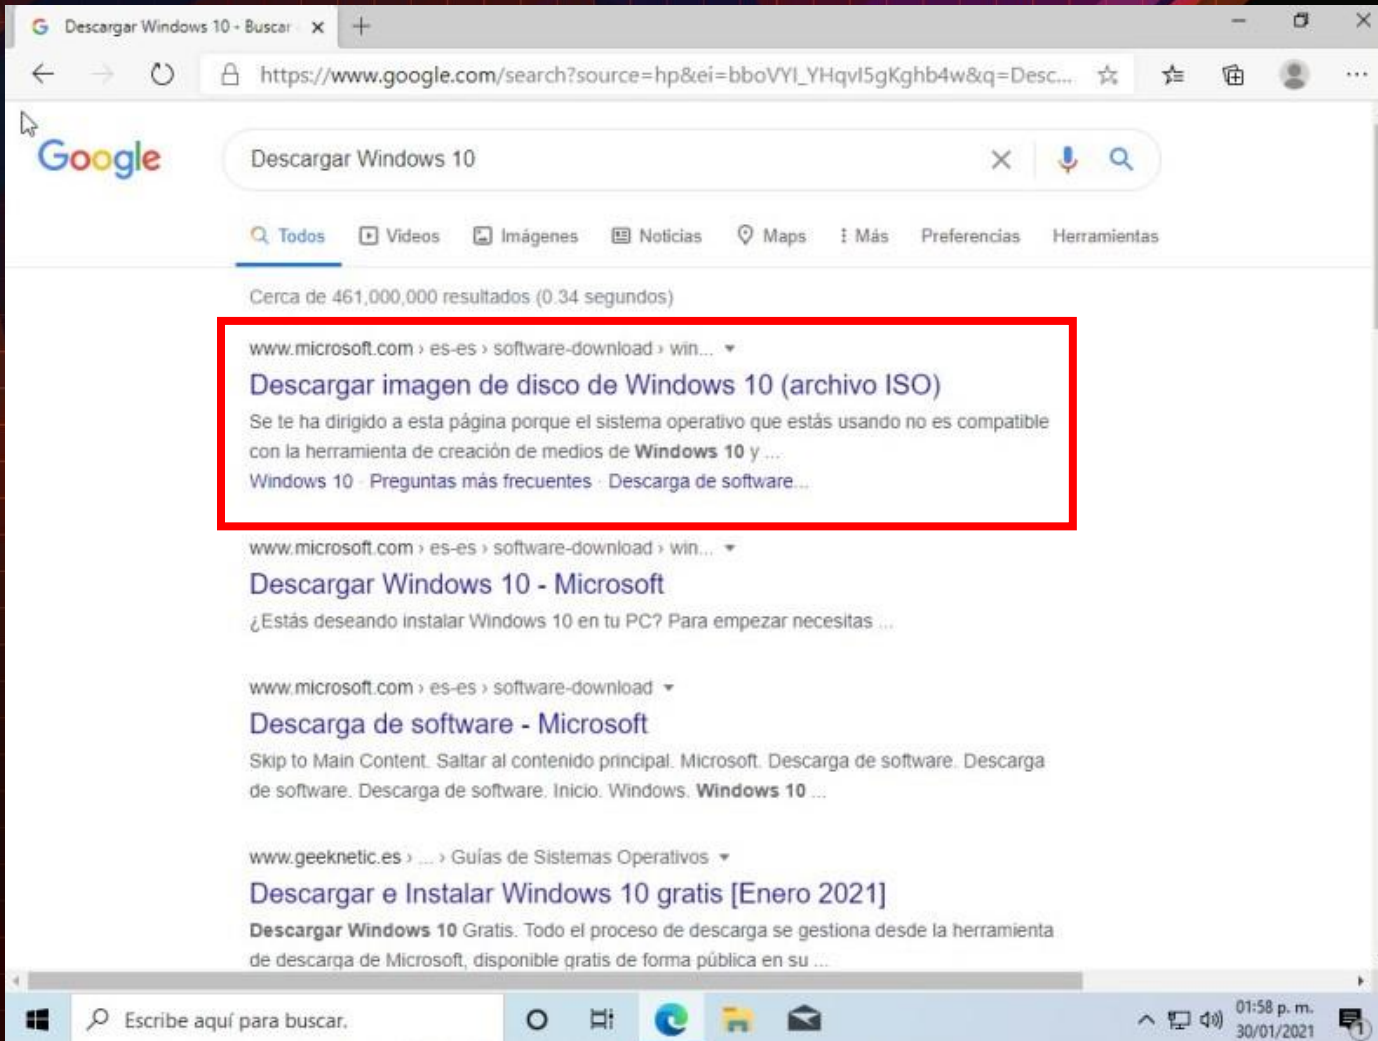 Descargar Windows 10 - Buscar
https://www.google.com/search?source=hp&ei=bboVYI_YHqvI5gKghb4w&q=Desc...
Google
Descargar Windows 10
Todos
Videos
Imágenes
Noticias
Maps
Más
Preferencias
Herramientas
Cerca de 461,000,000 resultados (0.34 segundos)
www.microsoft.com › es-es › software-download › win...
Descargar imagen de disco de Windows 10 (archivo ISO)
Se te ha dirigido a esta página porque el sistema operativo que estás usando no es compatible
con la herramienta de creación de medios de Windows 10 y ...
Windows 10 · Preguntas más frecuentes · Descarga de software...
www.microsoft.com › es-es › software-download › win...
Descargar Windows 10 - Microsoft
¿Estás deseando instalar Windows 10 en tu PC? Para empezar necesitas ...
www.microsoft.com › es-es › software-download
Descarga de software - Microsoft
Skip to Main Content. Saltar al contenido principal. Microsoft. Descarga de software. Descarga
de software. Descarga de software. Inicio. Windows. Windows 10 ...
www.geeknetic.es › ... › Guías de Sistemas Operativos
Descargar e Instalar Windows 10 gratis [Enero 2021]
Descargar Windows 10 Gratis. Todo el proceso de descarga se gestiona desde la herramienta
de descarga de Microsoft, disponible gratis de forma pública en su ...
Escribe aquí para buscar.
01:58 p. m.
30/01/2021
1